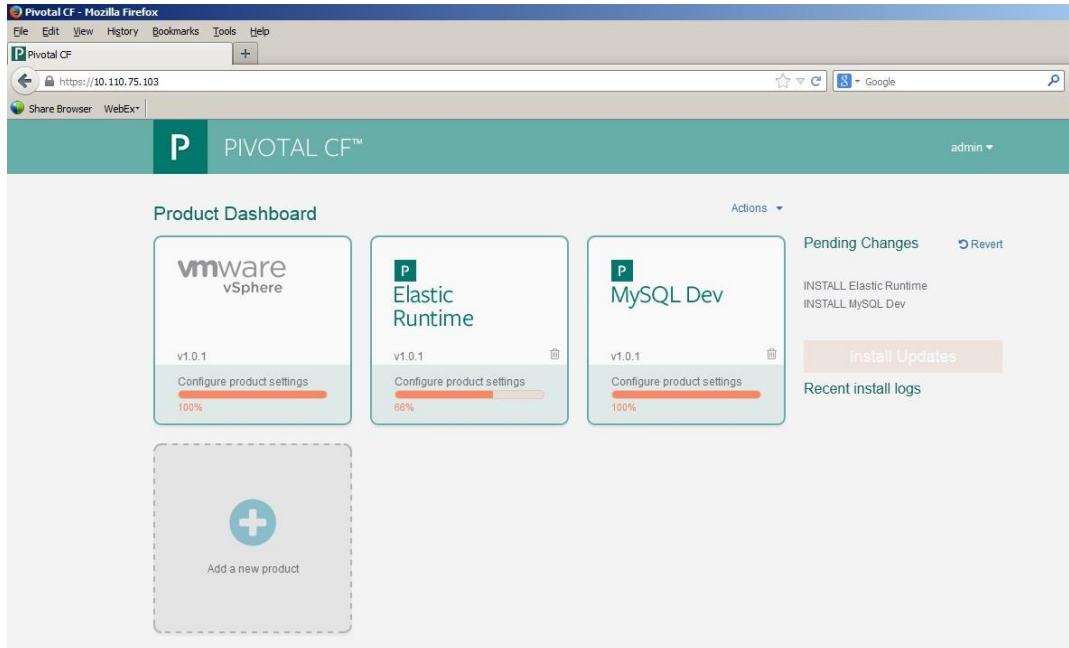 Pivotal CF - Mozilla Firefox
File Edit View History Bookmarks Tools Help
P Pivotal CF +
https://10.110.75.103
8 Google
Share Browser WebEx
P PIVOTAL CF™
admin
Product Dashboard
Actions
vmware
vSphere
v1.0.1
Configure product settings
100%
P
Elastic
Runtime
v1.0.1
Configure product settings
66%
P
MySQL Dev
v1.0.1
Configure product settings
100%
Pending Changes
Revert
INSTALL Elastic Runtime
INSTALL MySQL Dev
Install Updates
Recent install logs
Add a new product